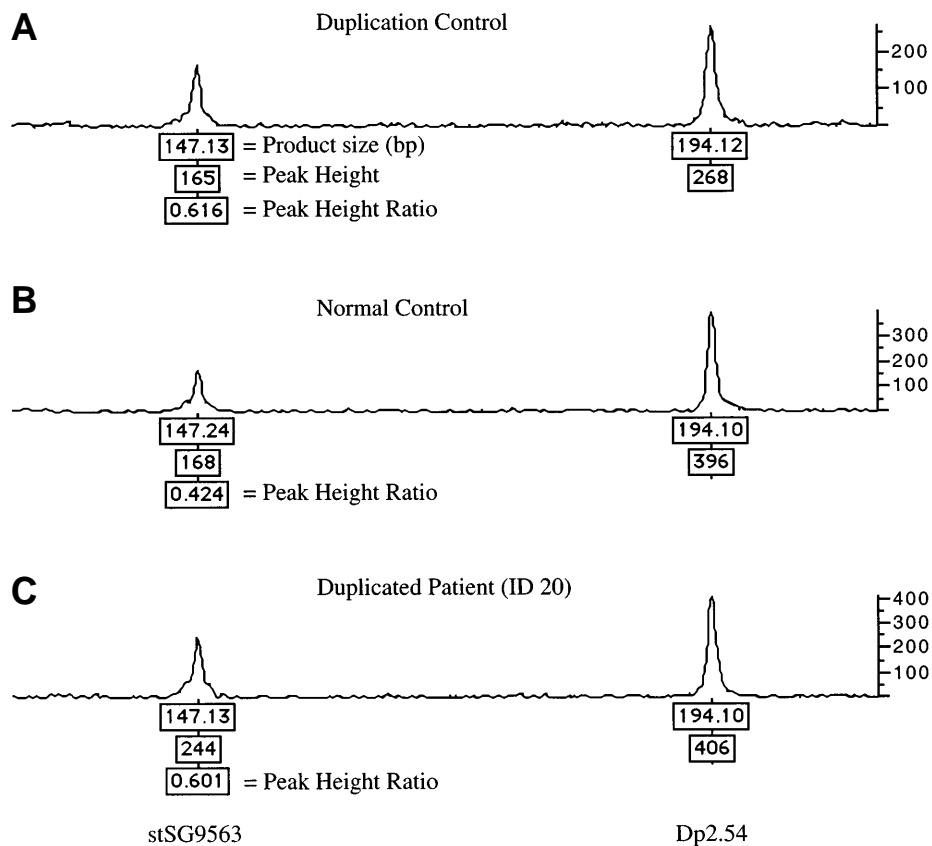 A
Duplication Control
200
100
147.13 = Product size (bp)
194.12
165 = Peak Height
268
0.616 = Peak Height Ratio
B
Normal Control
300
200
100
147.24
194.10
168
396
0.424 = Peak Height Ratio
C
Duplicated Patient (ID 20)
400
300
200
100
147.13
194.10
244
406
0.601 = Peak Height Ratio
stSG9563
Dp2.54